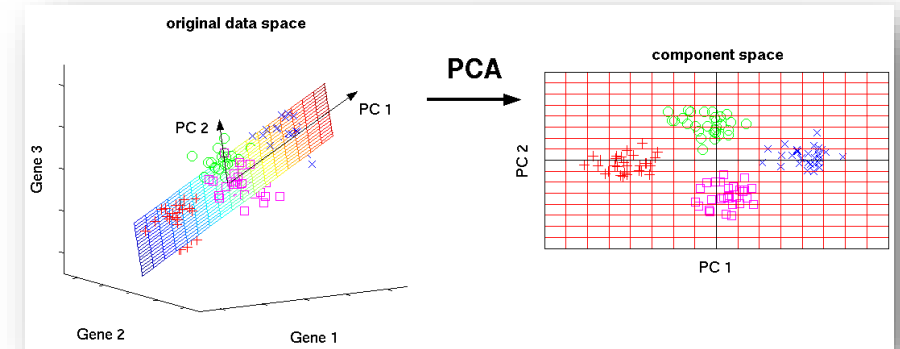 original data space
PCA
component space
PC 1
PC 2
Gene 3
Gene 2
Gene 1
PC 2
PC 1